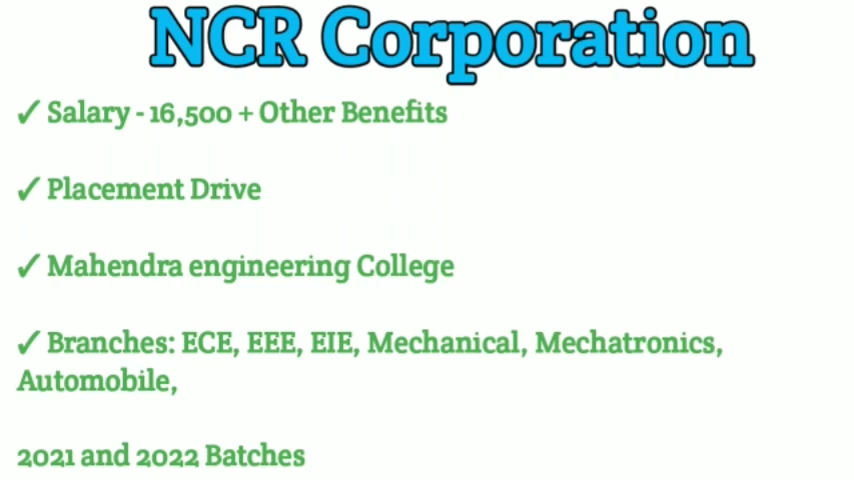 NCR Corporation
✓ Salary - 16,500 + Other Benefits
✓ Placement Drive
✓ Mahendra engineering College
✓ Branches: ECE, EEE, EIE, Mechanical, Mechatronics,
Automobile,
2021 and 2022 Batches